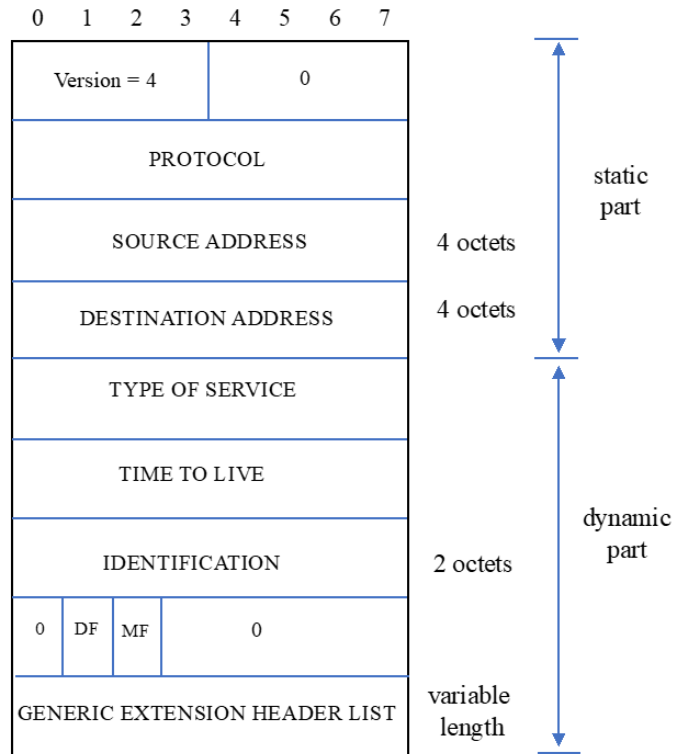 0 1 2 3 4 5 6 7
Version = 4 0
PROTOCOL
static
part
SOURCE ADDRESS 4 octets
DESTINATION ADDRESS 4 octets
TYPE OF SERVICE
TIME TO LIVE
dynamic
part
IDENTIFICATION 2 octets
0 DF MF 0
GENERIC EXTENSION HEADER LIST
variable
length